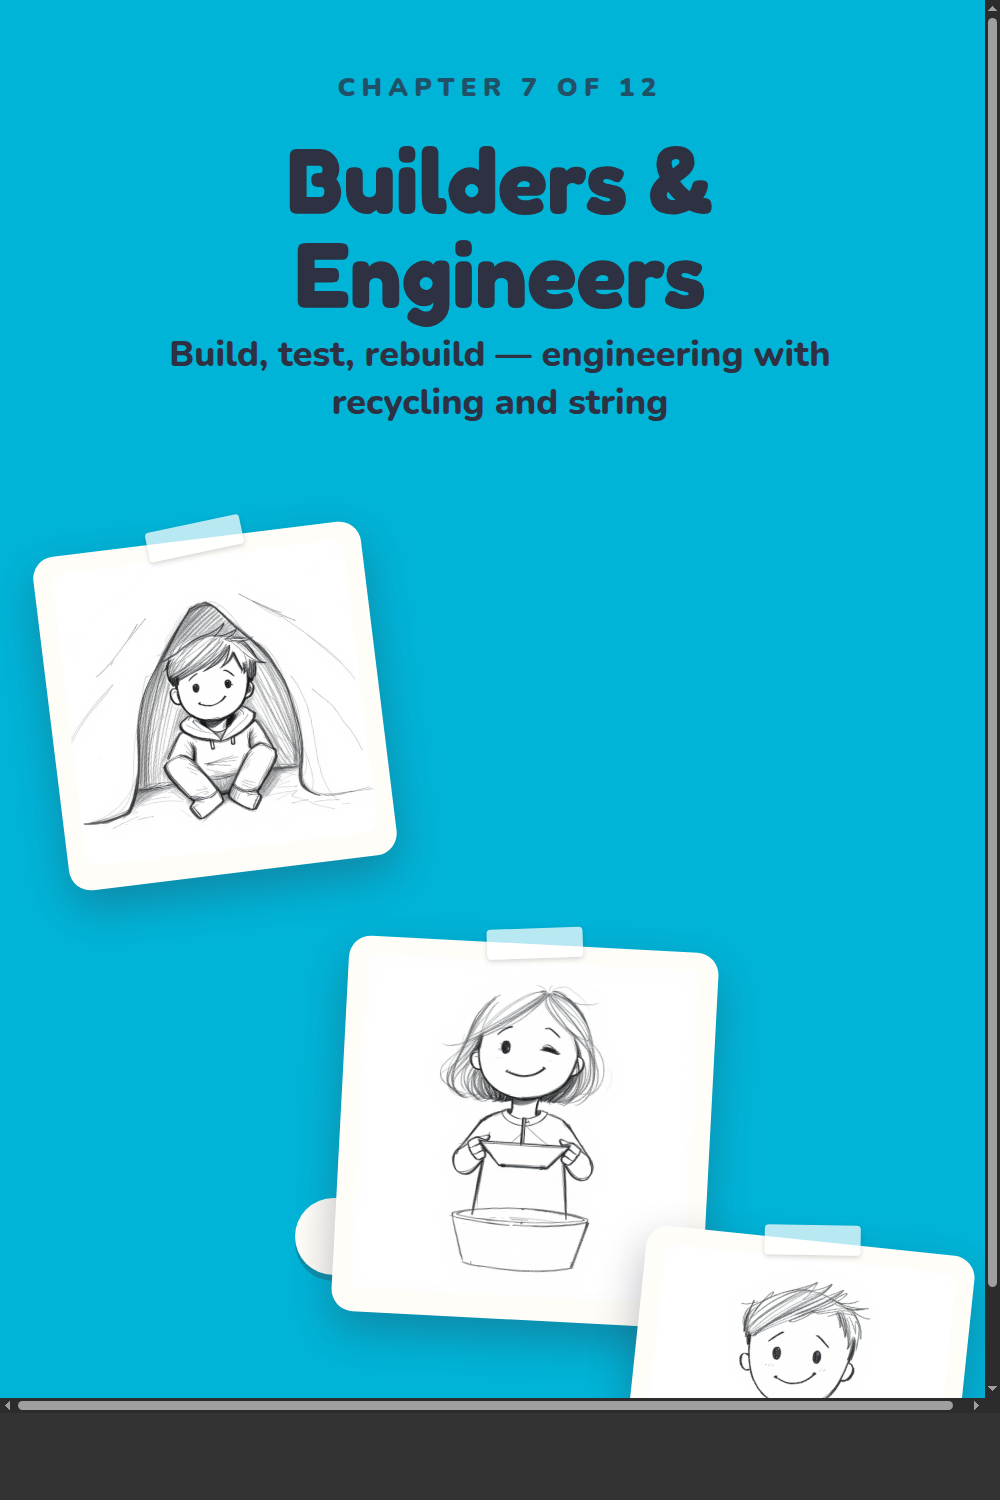 CHAPTER 7 OF 12
Builders &
Engineers
Build, test, rebuild — engineering with
recycling and string